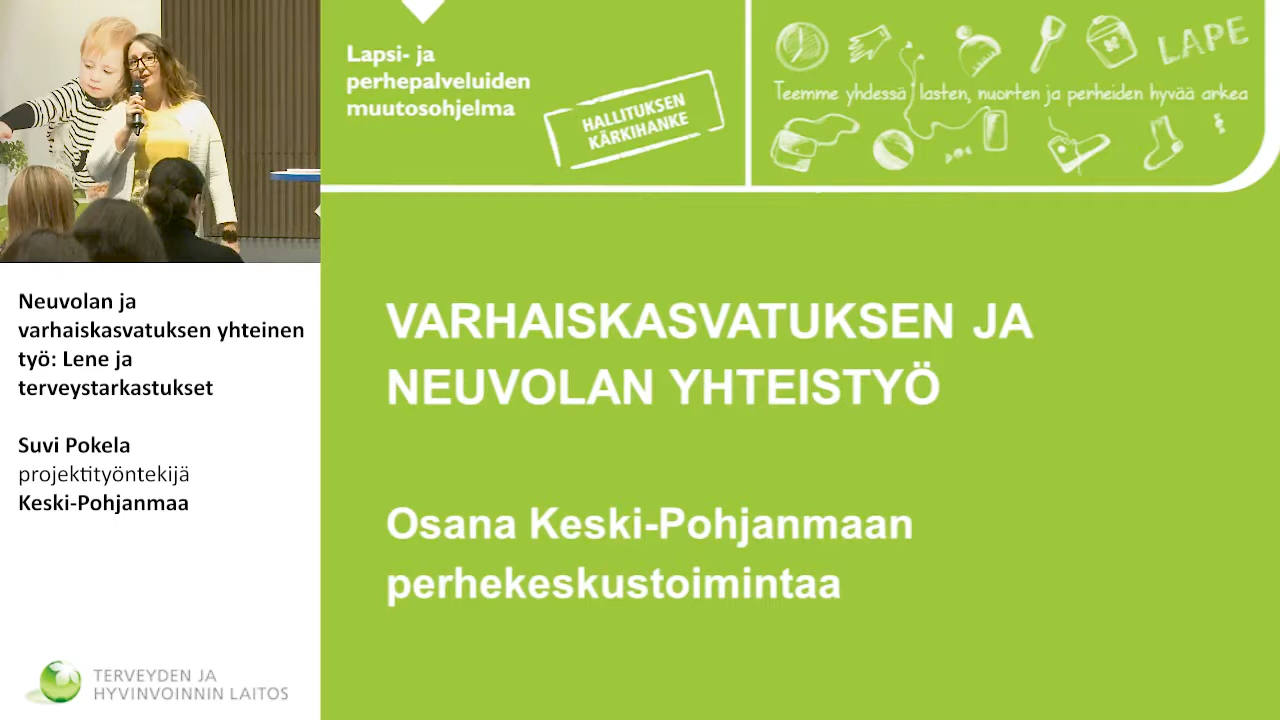 Lapsi- ja
perhepalveluiden
muutosohjelma
HALLITUKSEN
KÄRKIHANKE
LAPE
Teemme yhdessä lasten, nuorten ja perheiden hyvää arkea
Neuvolan ja
varhaiskasvatuksen yhteinen
työ: Lene ja
terveystarkastukset
Suvi Pokela
projektityöntekijä
Keski-Pohjanmaa
TERVEYDEN JA
HYVINVOINNIN LAITOS
VARHAISKASVATUKSEN JA
NEUVOLAN YHTEISTYÖ
Osana Keski-Pohjanmaan
perhekeskustoimintaa